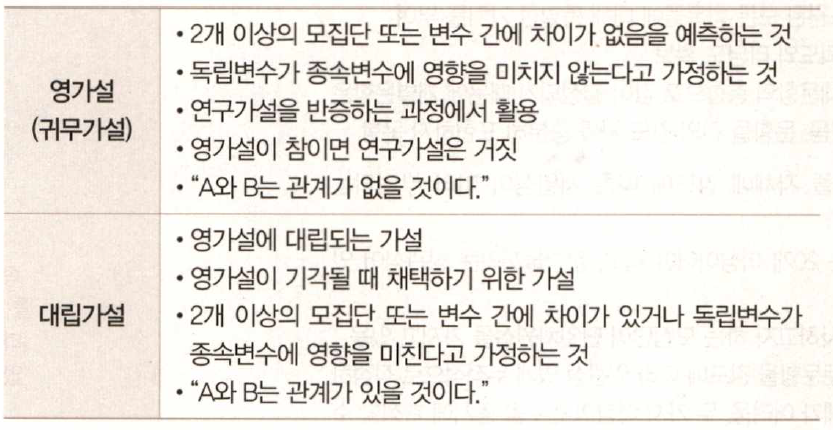 영가설
(귀무가설)
• 2개 이상의 모집단 또는 변수 간에 차이가 없음을 예측하는 것
• 독립변수가 종속변수에 영향을 미치지 않는다고 가정하는 것
• 연구가설을 반증하는 과정에서 활용
• 영가설이 참이면 연구가설은 거짓
• “A와 B는 관계가 없을 것이다.”
대립가설
• 영가설에 대립되는 가설
• 영가설이 기각될 때 채택하기 위한 가설
• 2개 이상의 모집단 또는 변수 간에 차이가 있거나 독립변수가
종속변수에 영향을 미친다고 가정하는 것
• “A와 B는 관계가 있을 것이다.”